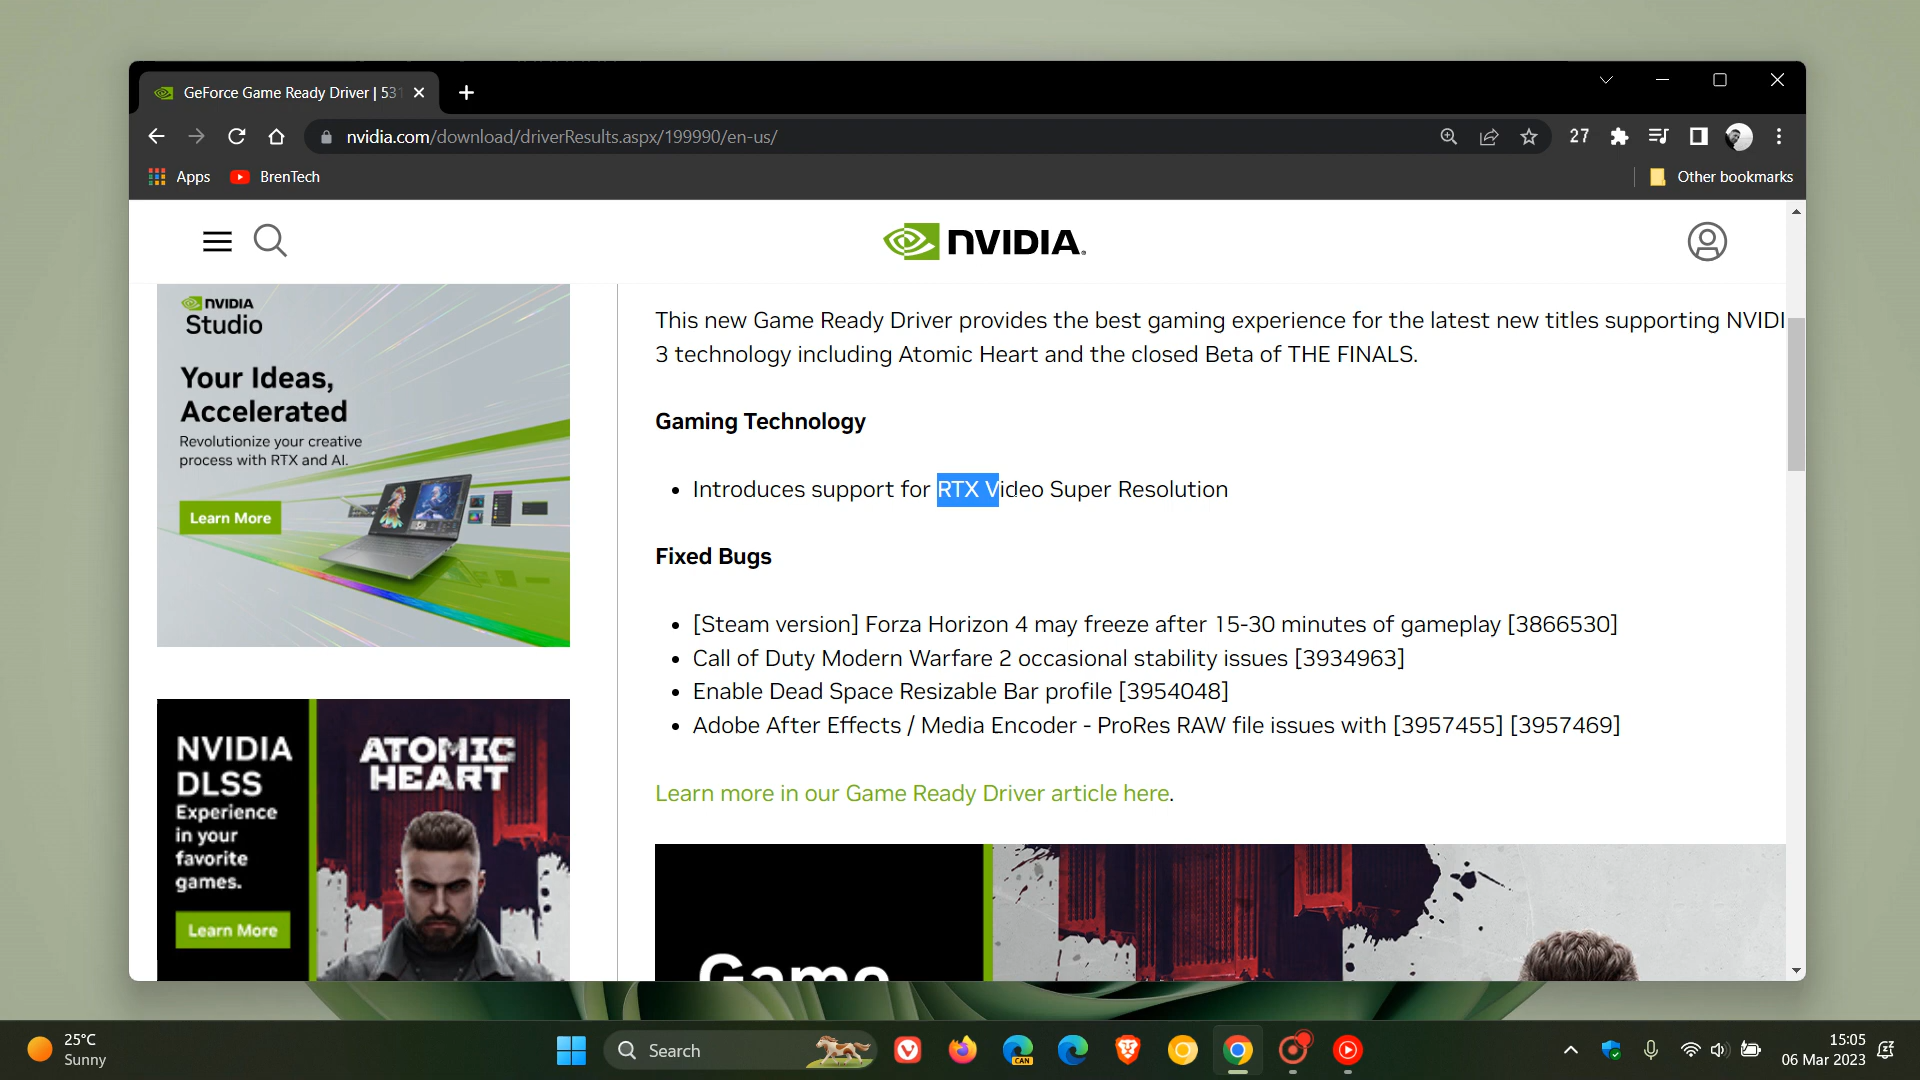 GeForce Game Ready Driver | 531
nvidia.com/download/driverResults.aspx/199990/en-us/
27
Apps
BrenTech
Other bookmarks
NVIDIA
NVIDIA
Studio
Your Ideas,
Accelerated
Revolutionize your creative
process with RTX and AI.
Learn More
NVIDIA
DLSS
Experience
in your
favorite
games.
Learn More
ATOMIC
HEART
This new Game Ready Driver provides the best gaming experience for the latest new titles supporting NVIDI
3 technology including Atomic Heart and the closed Beta of THE FINALS.
Gaming Technology
• Introduces support for RTX Video Super Resolution
Fixed Bugs
• [Steam version] Forza Horizon 4 may freeze after 15-30 minutes of gameplay [3866530]
• Call of Duty Modern Warfare 2 occasional stability issues [3934963]
• Enable Dead Space Resizable Bar profile [3954048]
• Adobe After Effects / Media Encoder - ProRes RAW file issues with [3957455] [3957469]
Learn more in our Game Ready Driver article here.
Game
25°C
Sunny
Search
CAN
15:05
06 Mar 2023